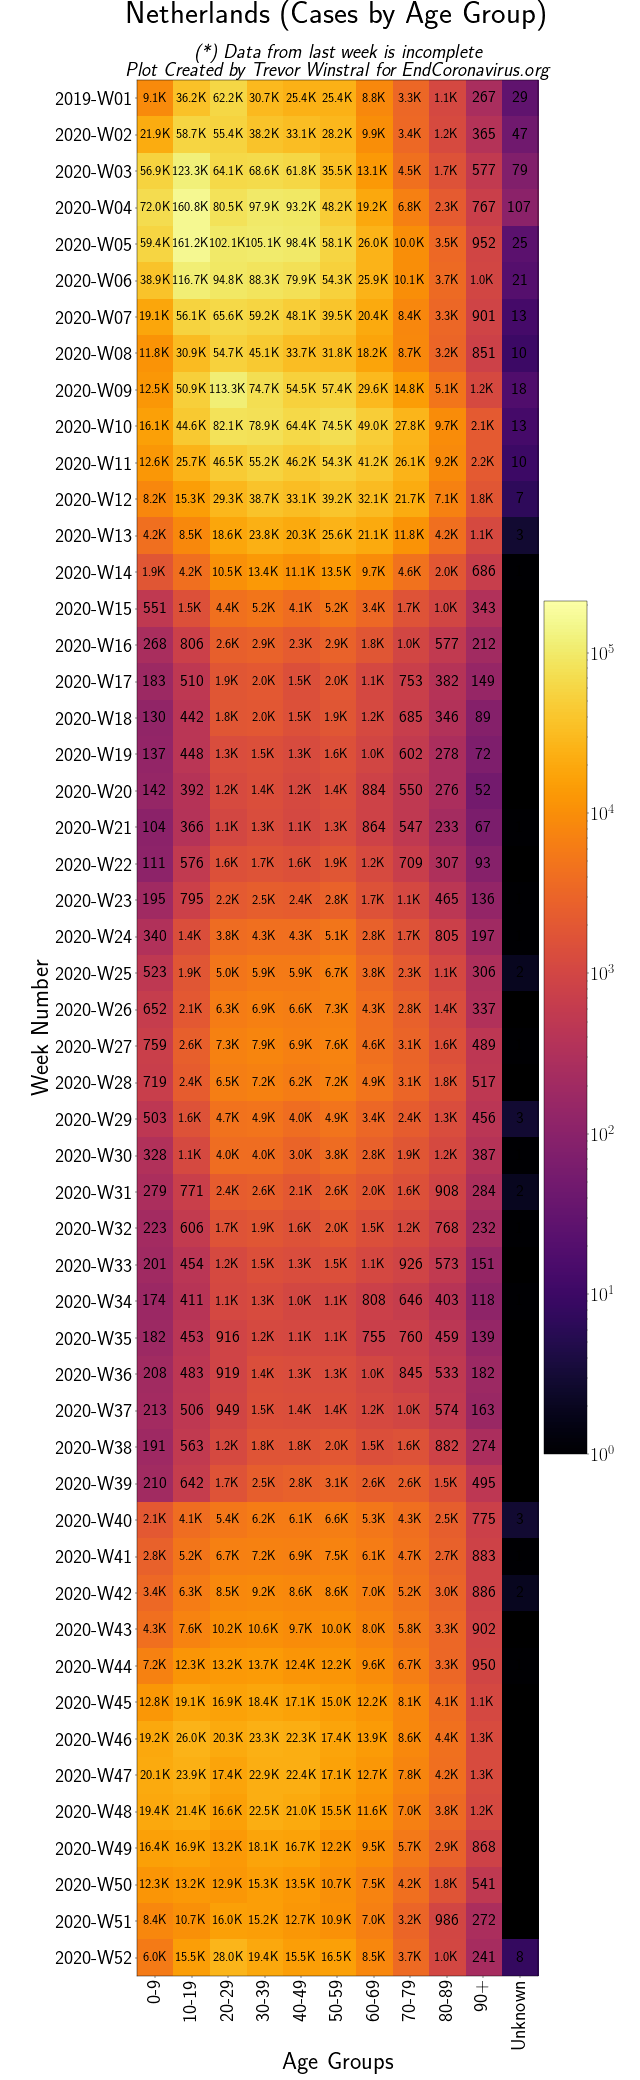 Netherlands (Cases by Age Group)
(*) Data from last week is incomplete
Plot Created by Trevor Winstral for EndCoronavirus.org
2019-W01 9.1K 36.2K 62.2K 30.7K 25.4K 25.4K 8.8K 3.3K 1.1K 267 29
2020-W02 21.9K 58.7K 55.4K 38.2K 33.1K 28.2K 9.9K 3.4K 1.2K 365 47
2020-W03 56.9K 123.3K 64.1K 68.6K 61.8K 35.5K 13.1K 4.5K 1.7K 577 79
2020-W04 72.0K 160.8K 80.5K 97.9K 93.2K 48.2K 19.2K 6.8K 2.3K 767 107
2020-W05 59.4K 161.2K 102.1K 105.1K 98.4K 58.1K 26.0K 10.0K 3.5K 952 25
2020-W06 38.9K 116.7K 94.8K 88.3K 79.9K 54.3K 25.9K 10.1K 3.7K 1.0K 21
2020-W07 19.1K 56.1K 65.6K 59.2K 48.1K 39.5K 20.4K 8.4K 3.3K 901 13
2020-W08 11.8K 30.9K 54.7K 45.1K 33.7K 31.8K 18.2K 8.7K 3.2K 851 10
2020-W09 12.5K 50.9K 113.3K 74.7K 54.5K 57.4K 29.6K 14.8K 5.1K 1.2K 18
2020-W10 16.1K 44.6K 82.1K 78.9K 64.4K 74.5K 49.0K 27.8K 9.7K 2.1K 13
2020-W11 12.6K 25.7K 46.5K 55.2K 46.2K 54.3K 41.2K 26.1K 9.2K 2.2K 10
2020-W12 8.2K 15.3K 29.3K 38.7K 33.1K 39.2K 32.1K 21.7K 7.1K 1.8K 7
2020-W13 4.2K 8.5K 18.6K 23.8K 20.3K 25.6K 21.1K 11.8K 4.2K 1.1K 3
2020-W14 1.9K 4.2K 10.5K 13.4K 11.1K 13.5K 9.7K 4.6K 2.0K 686
2020-W15 551 1.5K 4.4K 5.2K 4.1K 5.2K 3.4K 1.7K 1.0K 343
2020-W16 268 806 2.6K 2.9K 2.3K 2.9K 1.8K 1.0K 577 212
2020-W17 183 510 1.9K 2.0K 1.5K 2.0K 1.1K 753 382 149
2020-W18 130 442 1.8K 2.0K 1.5K 1.9K 1.2K 685 346 89
2020-W19 137 448 1.3K 1.5K 1.3K 1.6K 1.0K 602 278 72
2020-W20 142 392 1.2K 1.4K 1.2K 1.4K 884 550 276 52
2020-W21 104 366 1.1K 1.3K 1.1K 1.3K 864 547 233 67
2020-W22 111 576 1.6K 1.7K 1.6K 1.9K 1.2K 709 307 93
2020-W23 195 795 2.2K 2.5K 2.4K 2.8K 1.7K 1.1K 465 136
2020-W24 340 1.4K 3.8K 4.3K 4.3K 5.1K 2.8K 1.7K 805 197
2020-W25 523 1.9K 5.0K 5.9K 5.9K 6.7K 3.8K 2.3K 1.1K 306 2
2020-W26 652 2.1K 6.3K 6.9K 6.6K 7.3K 4.3K 2.8K 1.4K 337
2020-W27 759 2.6K 7.3K 7.9K 6.9K 7.6K 4.6K 3.1K 1.6K 489
2020-W28 719 2.4K 6.5K 7.2K 6.2K 7.2K 4.9K 3.1K 1.8K 517
2020-W29 503 1.6K 4.7K 4.9K 4.0K 4.9K 3.4K 2.4K 1.3K 456 3
2020-W30 328 1.1K 4.0K 4.0K 3.0K 3.8K 2.8K 1.9K 1.2K 387
2020-W31 279 771 2.4K 2.6K 2.1K 2.6K 2.0K 1.6K 908 284 2
2020-W32 223 606 1.7K 1.9K 1.6K 2.0K 1.5K 1.2K 768 232
2020-W33 201 454 1.2K 1.5K 1.3K 1.5K 1.1K 926 573 151
2020-W34 174 411 1.1K 1.3K 1.0K 1.1K 808 646 403 118
2020-W35 182 453 916 1.2K 1.1K 1.1K 755 760 459 139
2020-W36 208 483 919 1.4K 1.3K 1.3K 1.0K 845 533 182
2020-W37 213 506 949 1.5K 1.4K 1.4K 1.2K 1.0K 574 163
2020-W38 191 563 1.2K 1.8K 1.8K 2.0K 1.5K 1.6K 882 274
2020-W39 210 642 1.7K 2.5K 2.8K 3.1K 2.6K 2.6K 1.5K 495
2020-W40 2.1K 4.1K 5.4K 6.2K 6.1K 6.6K 5.3K 4.3K 2.5K 775 3
2020-W41 2.8K 5.2K 6.7K 7.2K 6.9K 7.5K 6.1K 4.7K 2.7K 883
2020-W42 3.4K 6.3K 8.5K 9.2K 8.6K 8.6K 7.0K 5.2K 3.0K 886 2
2020-W43 4.3K 7.6K 10.2K 10.6K 9.7K 10.0K 8.0K 5.8K 3.3K 902
2020-W44 7.2K 12.3K 13.2K 13.7K 12.4K 12.2K 9.6K 6.7K 3.3K 950
2020-W45 12.8K 19.1K 16.9K 18.4K 17.1K 15.0K 12.2K 8.1K 4.1K 1.1K
2020-W46 19.2K 26.0K 20.3K 23.3K 22.3K 17.4K 13.9K 8.6K 4.4K 1.3K
2020-W47 20.1K 23.9K 17.4K 22.9K 22.4K 17.1K 12.7K 7.8K 4.2K 1.3K
2020-W48 19.4K 21.4K 16.6K 22.5K 21.0K 15.5K 11.6K 7.0K 3.8K 1.2K
2020-W49 16.4K 16.9K 13.2K 18.1K 16.7K 12.2K 9.5K 5.7K 2.9K 868
2020-W50 12.3K 13.2K 12.9K 15.3K 13.5K 10.7K 7.5K 4.2K 1.8K 541
2020-W51 8.4K 10.7K 16.0K 15.2K 12.7K 10.9K 7.0K 3.2K 986 272
2020-W52 6.0K 15.5K 28.0K 19.4K 15.5K 16.5K 8.5K 3.7K 1.0K 241 8
0-9 10-19 20-29 30-39 40-49 50-59 60-69 70-79 80-89 90+ Unknown
Age Groups
Week Number
10⁵
10⁴
10³
10²
10¹
10⁰